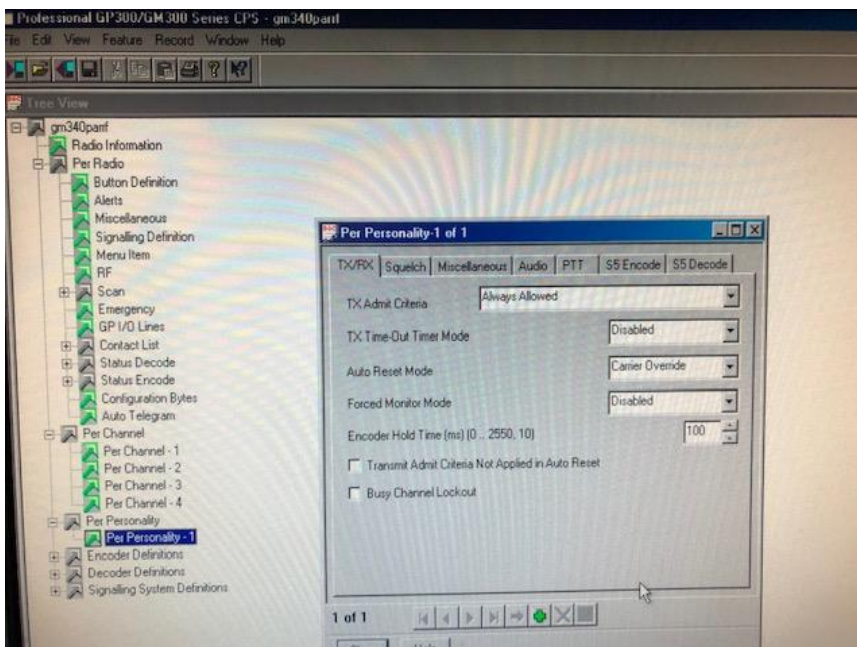 Professional GP300/GM300 Series CPS - gm340parrf
File Edit View Feature Record Window Help
Tree View
gm340parrf
Radio Information
Per Radio
Button Definition
Alerts
Miscellaneous
Signalling Definition
Menu Item
RF
Scan
Emergency
GP I/O Lines
Contact List
Status Decode
Status Encode
Configuration Bytes
Auto Telegram
Per Channel
Per Channel - 1
Per Channel - 2
Per Channel - 3
Per Channel - 4
Per Personality
Per Personality - 1
Encoder Definitions
Decoder Definitions
Signaling System Definitions
Per Personality-1 of 1
TX/RX Squelch Miscellaneous Audio PTT S5 Encode S5 Decode
TX Admit Criteria Always Allowed
TX Time-Out Timer Mode Disabled
Auto Reset Mode Carrier Override
Forced Monitor Mode Disabled
Encoder Hold Time (ms) (0 .. 2550, 10) 100
Transmit Admit Criteria Not Applied in Auto Reset
Busy Channel Lockout
1 of 1